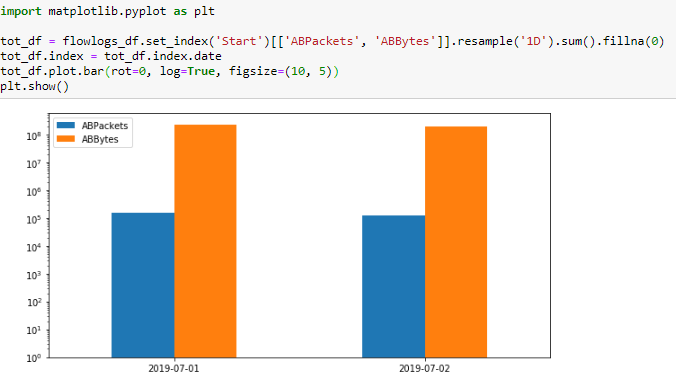 import matplotlib.pyplot as plt
tot_df = flowlogs_df.set_index('Start')[['ABPackets', 'ABBytes']].resample('1D').sum().fillna(0)
tot_df.index = tot_df.index.date
tot_df.plot.bar(rot=0, log=True, figsize=(10, 5))
plt.show()
ABPackets
ABBytes
10⁸
10⁷
10⁶
10⁵
10⁴
10³
10²
10¹
10⁰
2019-07-01 2019-07-02